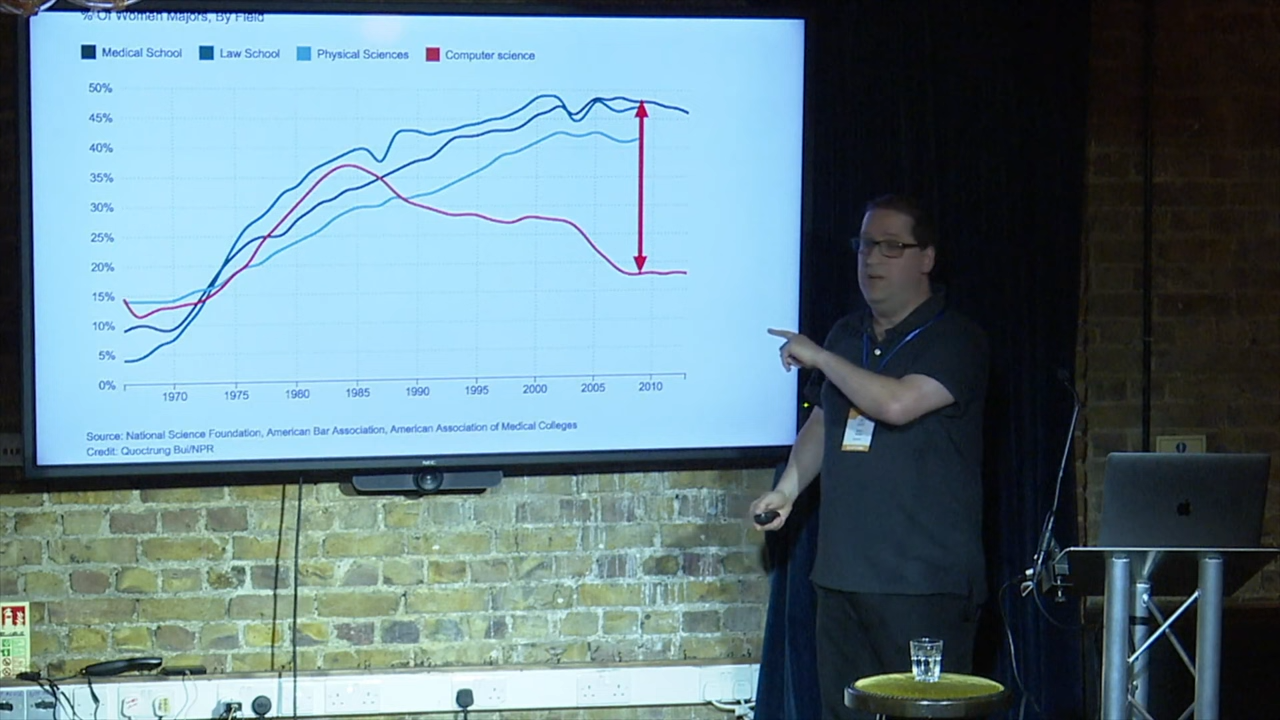 % Of Women Majors, By Field
Medical School Law School Physical Sciences Computer science
50%
45%
40%
35%
30%
25%
20%
15%
10%
5%
0%
1970 1975 1980 1985 1990 1995 2000 2005 2010
Source: National Science Foundation, American Bar Association, American Association of Medical Colleges
Credit: Quoctrung Bui/NPR
NEC